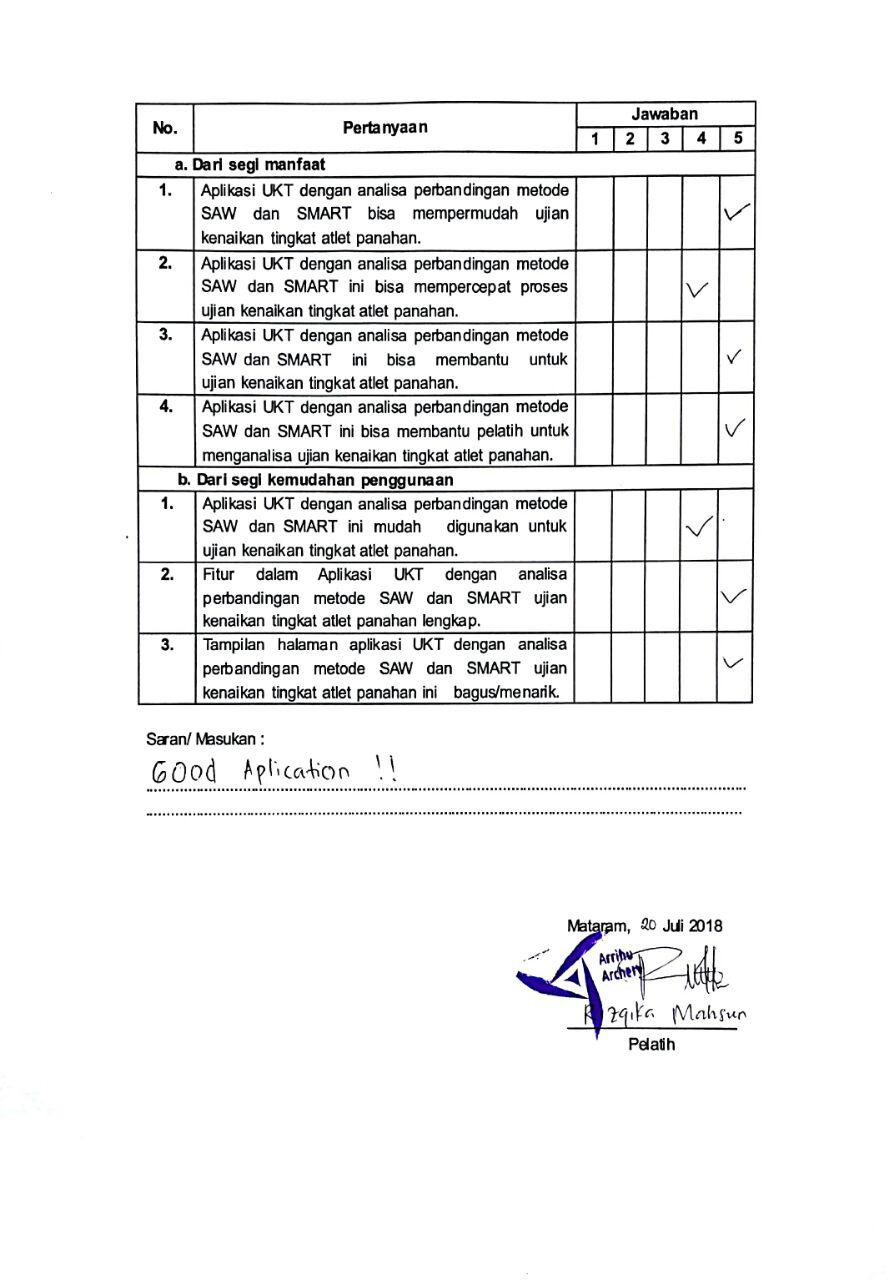 No. Pertanyaan Jawaban
1 2 3 4 5
a. Dari segi manfaat
1. Aplikasi UKT dengan analisa perbandingan metode
SAW dan SMART bisa mempermudah ujian
kenaikan tingkat atlet panahan.
2. Aplikasi UKT dengan analisa perbandingan metode
SAW dan SMART ini bisa mempercepat proses
ujian kenaikan tingkat atlet panahan.
3. Aplikasi UKT dengan analisa perbandingan metode
SAW dan SMART ini bisa membantu untuk
ujian kenaikan tingkat atlet panahan.
4. Aplikasi UKT dengan analisa perbandingan metode
SAW dan SMART ini bisa membantu pelatih untuk
menganalisa ujian kenaikan tingkat atlet panahan.
b. Dari segi kemudahan penggunaan
1. Aplikasi UKT dengan analisa perbandingan metode
SAW dan SMART ini mudah digunakan untuk
ujian kenaikan tingkat atlet panahan.
2. Fitur dalam Aplikasi UKT dengan analisa
perbandingan metode SAW dan SMART ujian
kenaikan tingkat atlet panahan lengkap.
3. Tampilan halaman aplikasi UKT dengan analisa
perbandingan metode SAW dan SMART ujian
kenaikan tingkat atlet panahan ini bagus/menarik.
Saran/ Masukan :
GOOd Aplication !!
Mataram, 20 Juli 2018
Arrihu
Archery
Rizqika Mahsun
Pelatih